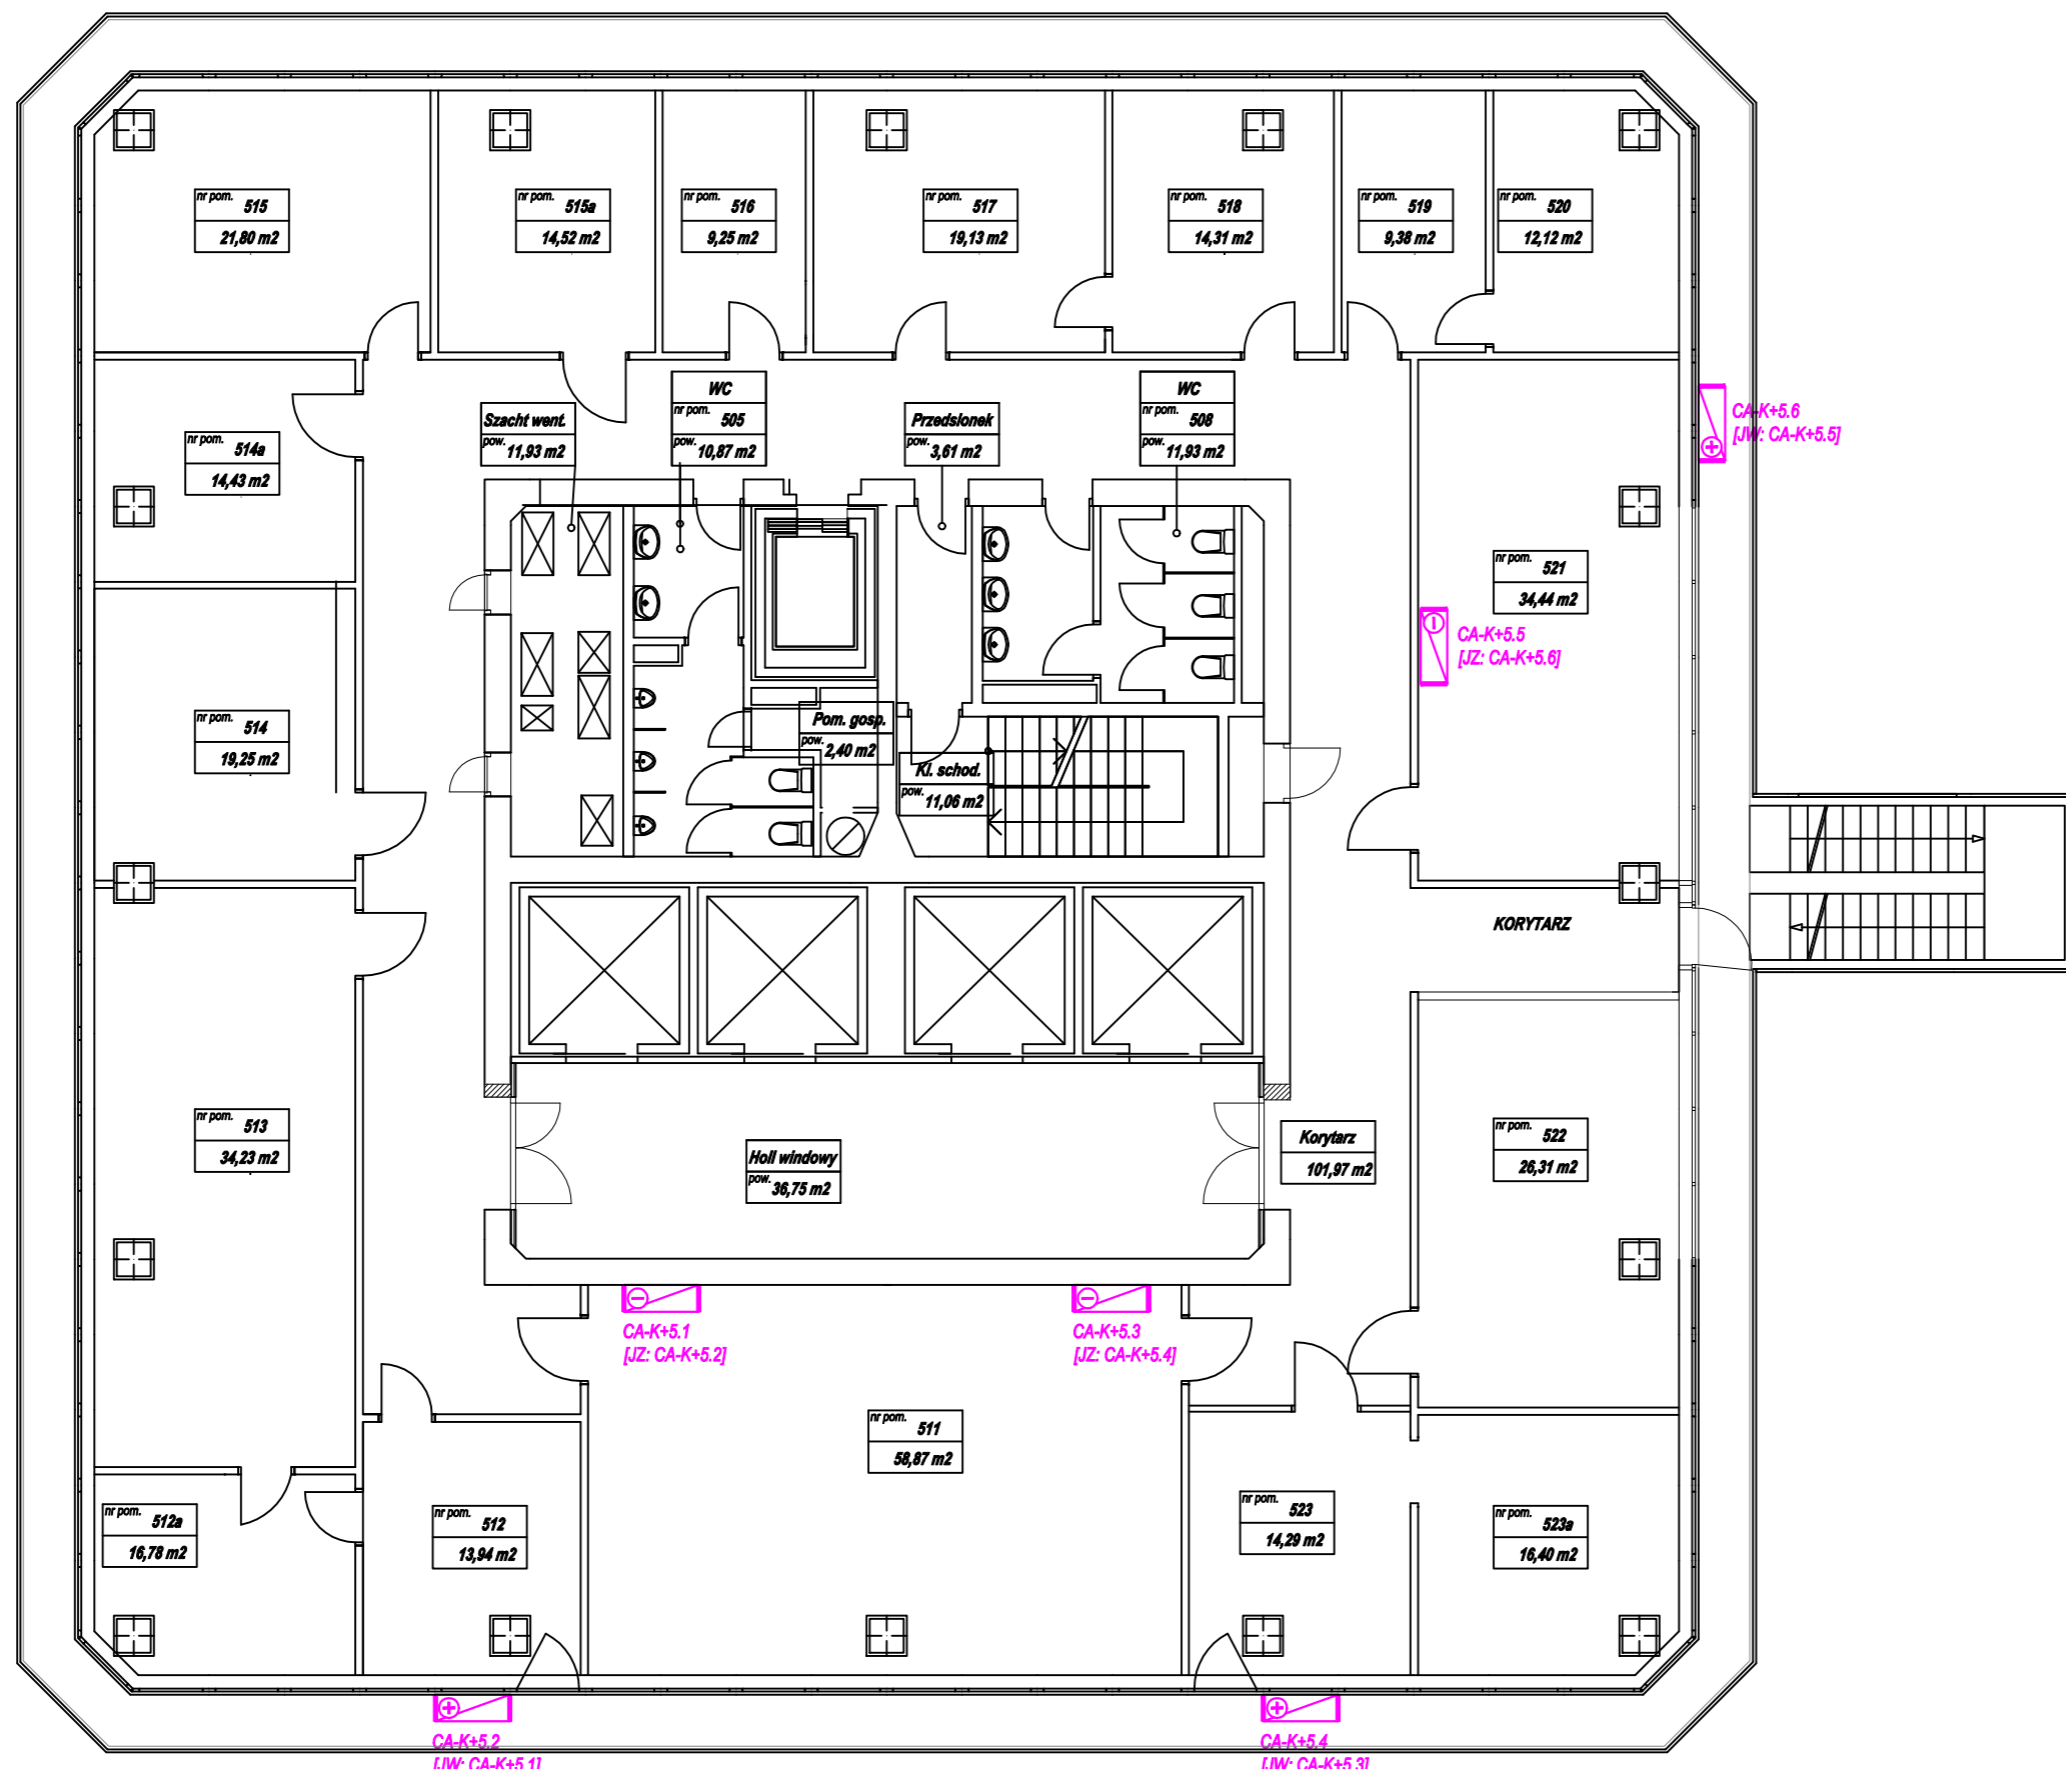 nr pom. 515
21,80 m2
nr pom. 515a
14,52 m2
nr pom. 516
9,25 m2
nr pom. 517
19,13 m2
nr pom. 518
14,31 m2
nr pom. 519
9,38 m2
nr pom. 520
12,12 m2
WC
nr pom. 505
pow. 10,87 m2
WC
nr pom. 508
pow. 11,93 m2
Szacht went.
pow. 11,93 m2
Przedsionek
pow. 3,61 m2
CA-K+5.6
[JW: CA-K+5.5]
nr pom. 514a
14,43 m2
nr pom. 521
34,44 m2
CA-K+5.5
[JZ: CA-K+5.6]
nr pom. 514
19,25 m2
Pom. gosp.
pow. 2,40 m2
Kl. schod.
pow. 11,06 m2
KORYTARZ
nr pom. 513
34,23 m2
Holl windowy
pow. 36,75 m2
Korytarz
101,97 m2
nr pom. 522
26,31 m2
CA-K+5.1
[JZ: CA-K+5.2]
CA-K+5.3
[JZ: CA-K+5.4]
nr pom. 511
58,87 m2
nr pom. 512a
16,78 m2
nr pom. 512
13,94 m2
nr pom. 523
14,29 m2
nr pom. 523a
16,40 m2
CA-K+5.2
[JW: CA-K+5.1]
CA-K+5.4
[JW: CA-K+5.3]